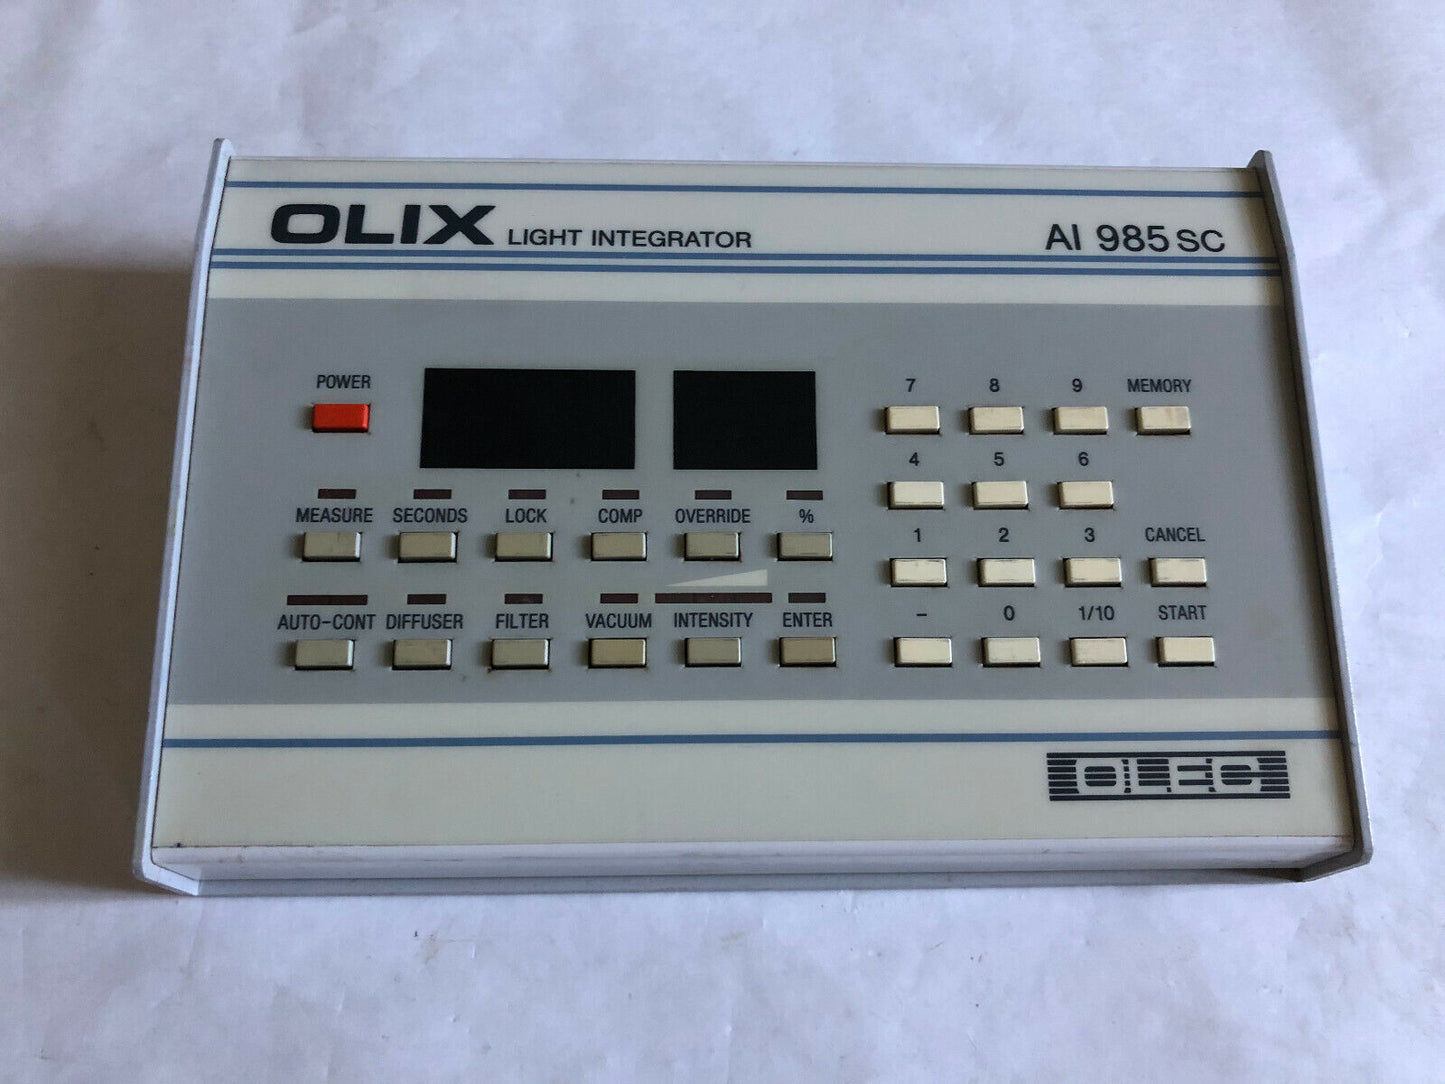 OLIX LIGHT INTEGRATOR AI 985 SC
POWER 7 8 9 MEMORY
4 5 6
MEASURE SECONDS LOCK COMP OVERRIDE %
1 2 3 CANCEL
AUTO-CONT DIFFUSER FILTER VACUUM INTENSITY ENTER
- 0 1/10 START
OLEC